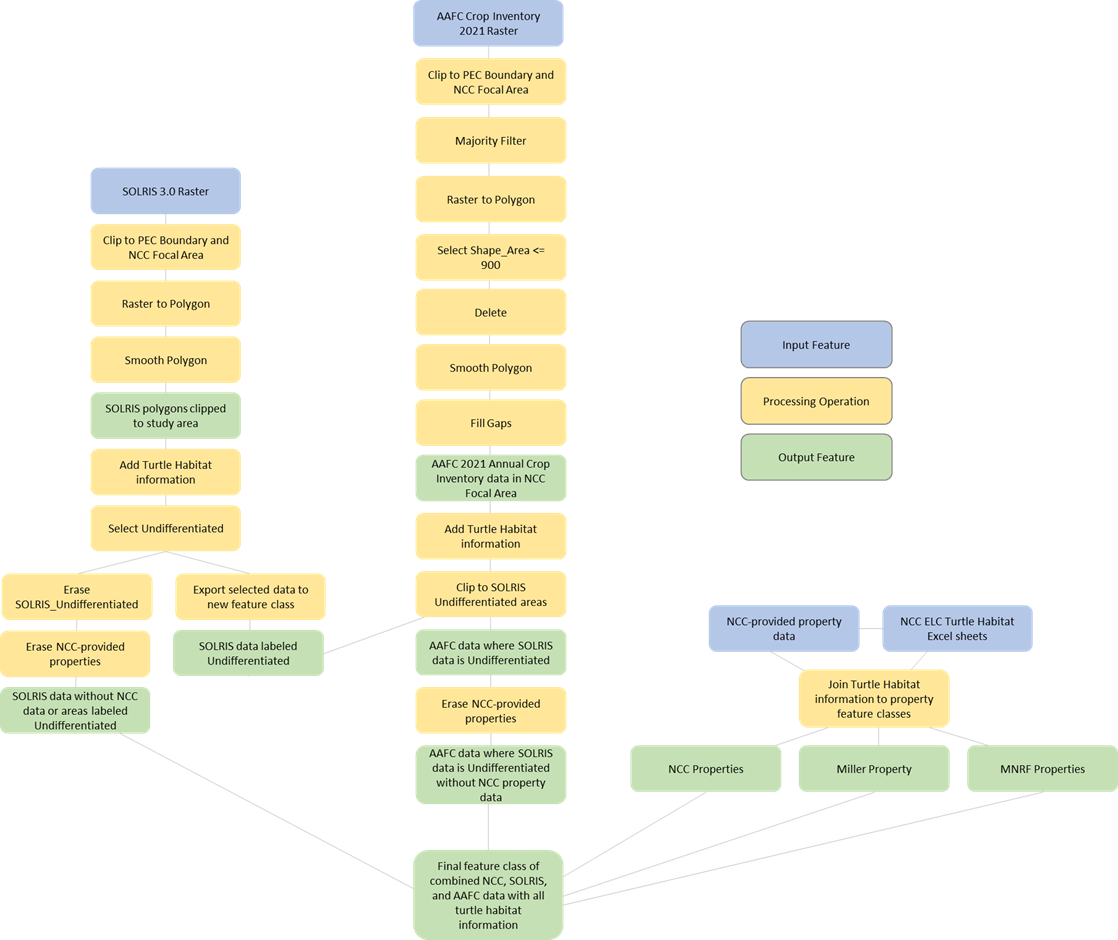 AAFC Crop Inventory
2021 Raster
Clip to PEC Boundary and
NCC Focal Area
Majority Filter
Raster to Polygon
Select Shape_Area <=
900
Delete
Smooth Polygon
Fill Gaps
AAFC 2021 Annual Crop
Inventory data in NCC
Focal Area
Add Turtle Habitat
information
Clip to SOLRIS
Undifferentiated areas
AAFC data where SOLRIS
data is Undifferentiated
Erase NCC-provided
properties
AAFC data where SOLRIS
data is Undifferentiated
without NCC property
data
SOLRIS 3.0 Raster
Clip to PEC Boundary and
NCC Focal Area
Raster to Polygon
Smooth Polygon
SOLRIS polygons clipped
to study area
Add Turtle Habitat
information
Select Undifferentiated
Erase
SOLRIS_Undifferentiated
Erase NCC-provided
properties
SOLRIS data without NCC
data or areas labeled
Undifferentiated
Export selected data to
new feature class
SOLRIS data labeled
Undifferentiated
Input Feature
Processing Operation
Output Feature
NCC-provided property
data
NCC ELC Turtle Habitat
Excel sheets
Join Turtle Habitat
information to property
feature classes
NCC Properties
Miller Property
MNRF Properties
Final feature class of
combined NCC, SOLRIS,
and AAFC data with all
turtle habitat
information